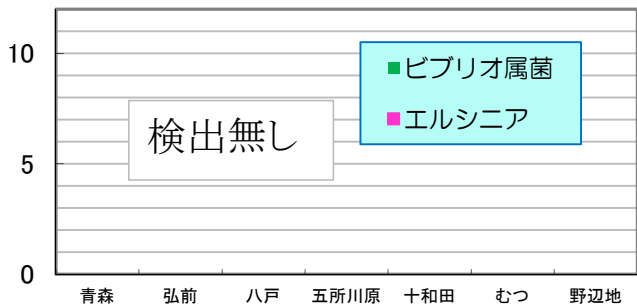 10
ビブリオ属菌
エルシニア
検出無し
5
0
青森 弘前 八戸 五所川原 十和田 むつ 野辺地